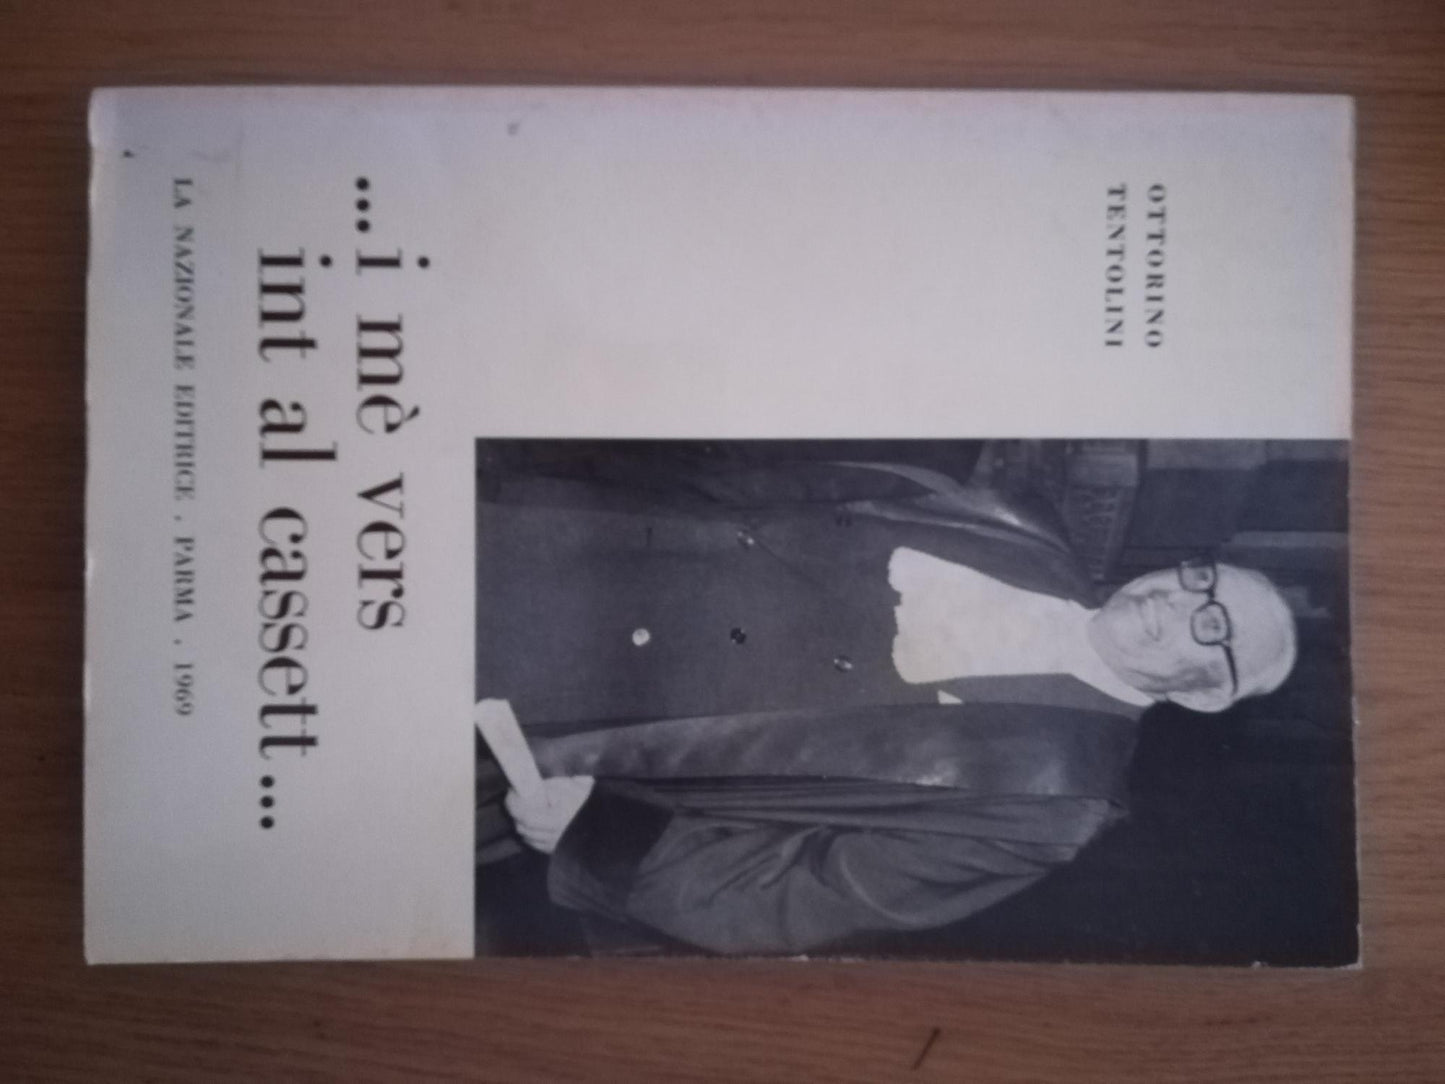 OTTORINO
TENTOLINI
...i mè vers
int al cassett...
LA NAZIONALE EDITRICE . PARMA . 1969